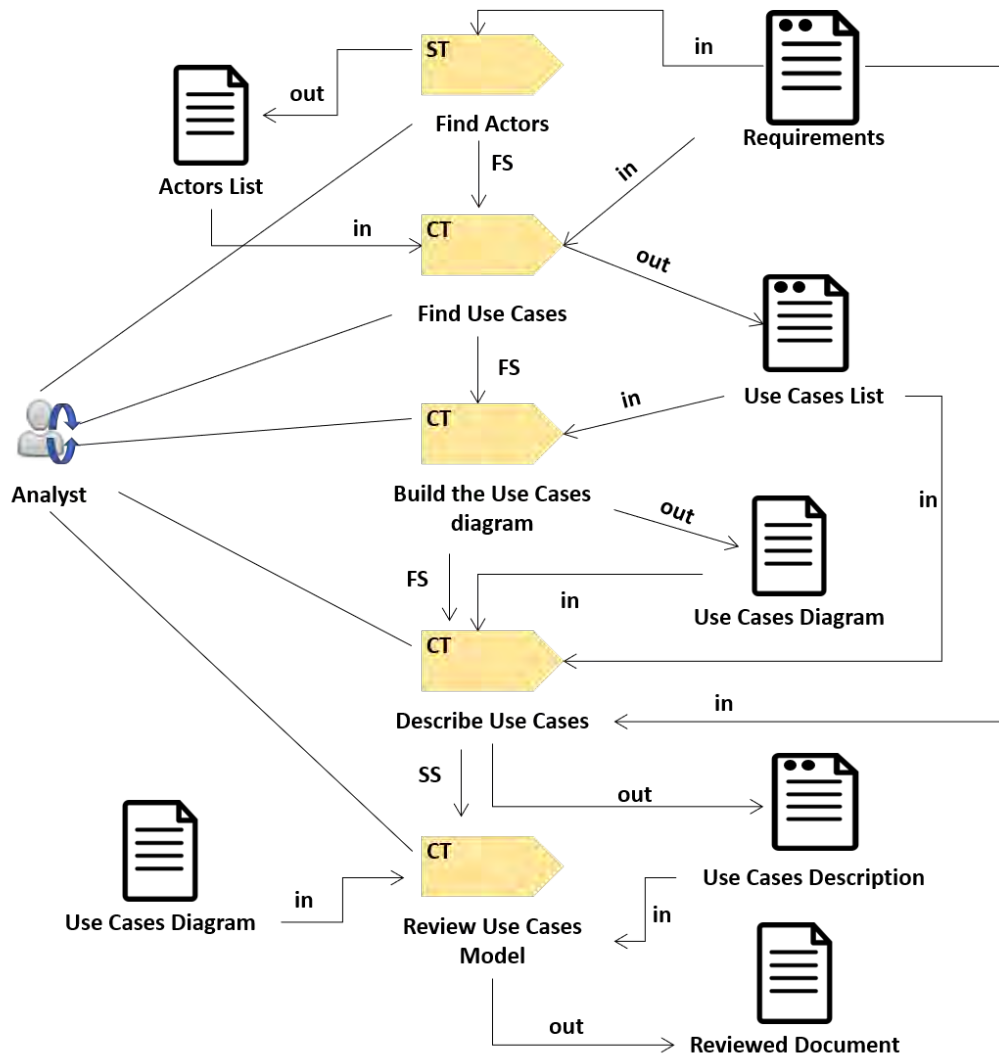 ST
in
out
Find Actors
Requirements
FS
in
Actors List
in
CT
out
Find Use Cases
FS
Use Cases List
in
CT
Analyst
Build the Use Cases
diagram
out
in
FS
in
Use Cases Diagram
CT
in
Describe Use Cases
SS
out
CT
Use Cases Description
in
Use Cases Diagram
in
Review Use Cases
Model
out
Reviewed Document